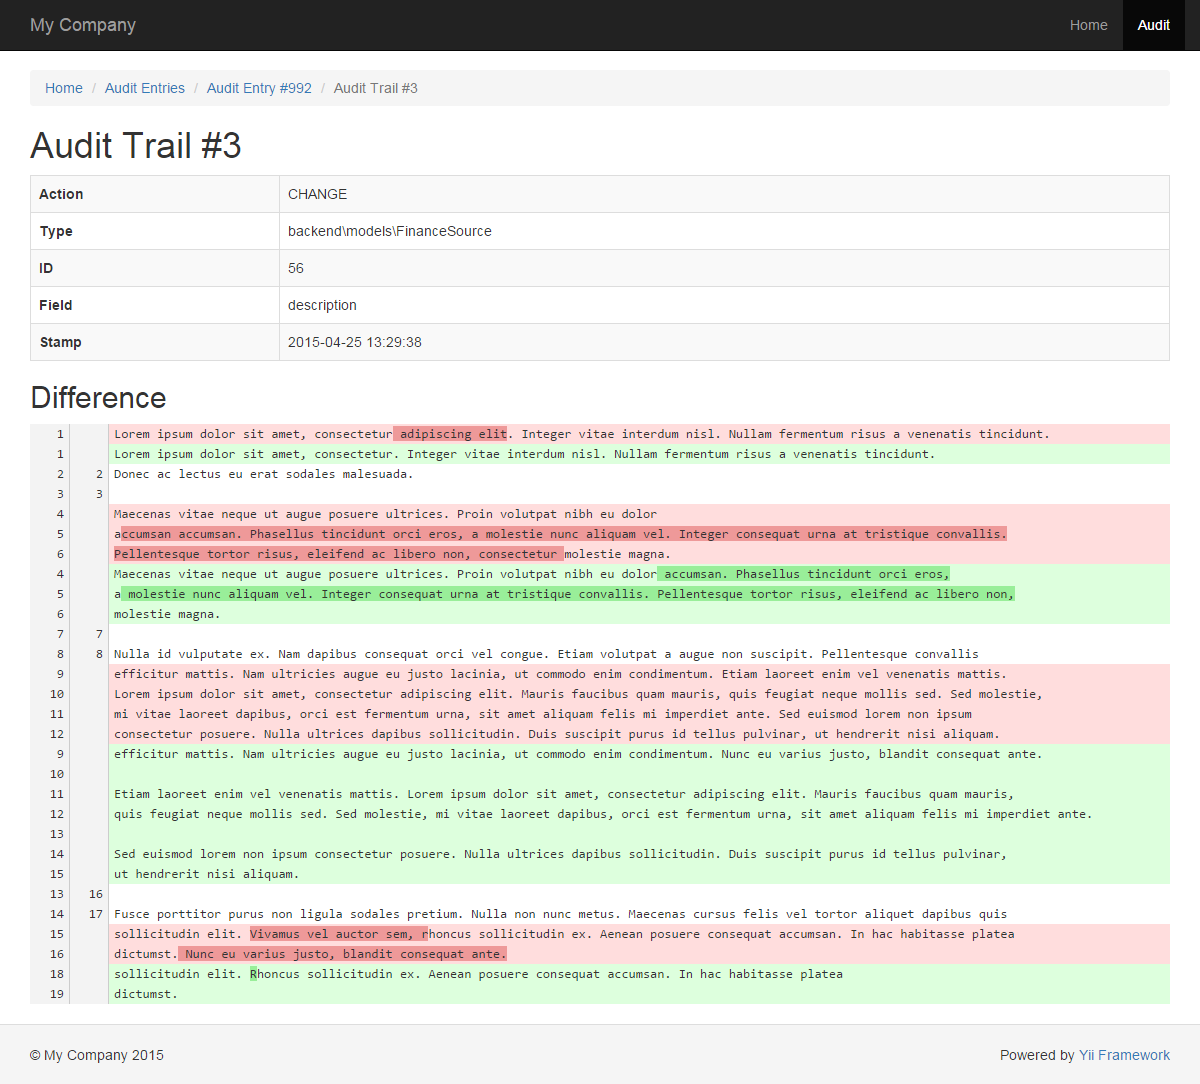 My Company Home Audit
Home / Audit Entries / Audit Entry #992 / Audit Trail #3
Audit Trail #3
Action CHANGE
Type backend\models\FinanceSource
ID 56
Field description
Stamp 2015-04-25 13:29:38
Difference
1 Lorem ipsum dolor sit amet, consectetur adipiscing elit. Integer vitae interdum nisl. Nullam fermentum risus a venenatis tincidunt.
1 Lorem ipsum dolor sit amet, consectetur. Integer vitae interdum nisl. Nullam fermentum risus a venenatis tincidunt.
2 2 Donec ac lectus eu erat sodales malesuada.
3 3
4 Maecenas vitae neque ut augue posuere ultrices. Proin volutpat nibh eu dolor
5 accumsan accumsan. Phasellus tincidunt orci eros, a molestie nunc aliquam vel. Integer consequat urna at tristique convallis.
6 Pellentesque tortor risus, eleifend ac libero non, consectetur molestie magna.
4 Maecenas vitae neque ut augue posuere ultrices. Proin volutpat nibh eu dolor accumsan. Phasellus tincidunt orci eros,
5 a molestie nunc aliquam vel. Integer consequat urna at tristique convallis. Pellentesque tortor risus, eleifend ac libero non,
6 molestie magna.
7 7
8 8 Nulla id vulputate ex. Nam dapibus consequat orci vel congue. Etiam volutpat a augue non suscipit. Pellentesque convallis
9 efficitur mattis. Nam ultricies augue eu justo lacinia, ut commodo enim condimentum. Etiam laoreet enim vel venenatis mattis.
10 Lorem ipsum dolor sit amet, consectetur adipiscing elit. Mauris faucibus quam mauris, quis feugiat neque mollis sed. Sed molestie,
11 mi vitae laoreet dapibus, orci est fermentum urna, sit amet aliquam felis mi imperdiet ante. Sed euismod lorem non ipsum
12 consectetur posuere. Nulla ultrices dapibus sollicitudin. Duis suscipit purus id tellus pulvinar, ut hendrerit nisi aliquam.
9 efficitur mattis. Nam ultricies augue eu justo lacinia, ut commodo enim condimentum. Nunc eu varius justo, blandit consequat ante.
10
11 Etiam laoreet enim vel venenatis mattis. Lorem ipsum dolor sit amet, consectetur adipiscing elit. Mauris faucibus quam mauris,
12 quis feugiat neque mollis sed. Sed molestie, mi vitae laoreet dapibus, orci est fermentum urna, sit amet aliquam felis mi imperdiet ante.
13
14 Sed euismod lorem non ipsum consectetur posuere. Nulla ultrices dapibus sollicitudin. Duis suscipit purus id tellus pulvinar,
15 ut hendrerit nisi aliquam.
13 16
14 17 Fusce porttitor purus non ligula sodales pretium. Nulla non nunc metus. Maecenas cursus felis vel tortor aliquet dapibus quis
15 sollicitudin elit. Vivamus vel auctor sem, rhoncus sollicitudin ex. Aenean posuere consequat accumsan. In hac habitasse platea
16 dictumst. Nunc eu varius justo, blandit consequat ante.
18 sollicitudin elit. Rhoncus sollicitudin ex. Aenean posuere consequat accumsan. In hac habitasse platea
19 dictumst.
© My Company 2015 Powered by Yii Framework